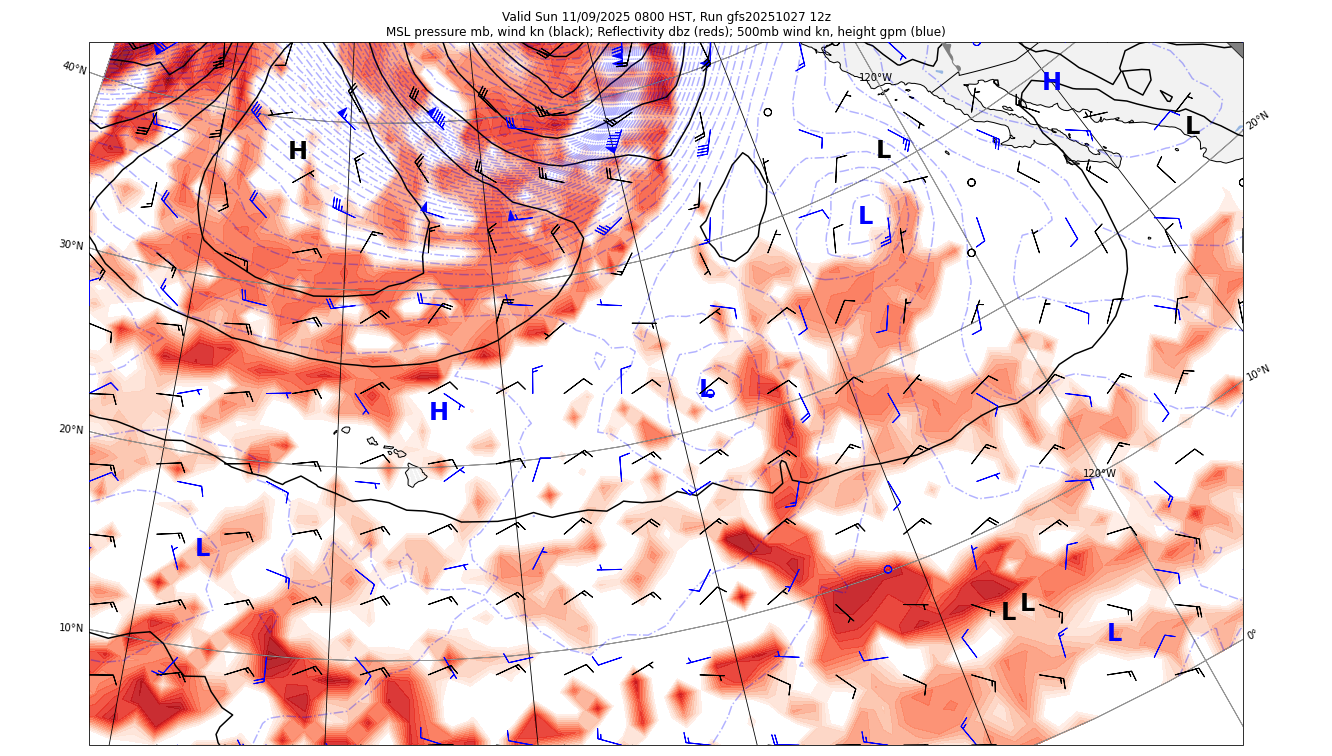 Valid Sun 11/09/2025 0800 HST, Run gfs20251027 12z
MSL pressure mb, wind kn (black); Reflectivity dbz (reds); 500mb wind kn, height gpm (blue)
40°N
120°W
H
L
20°N
H
L
L
30°N
10°N
L
H
20°N
120°W
L
L
L
10°N
L
0°